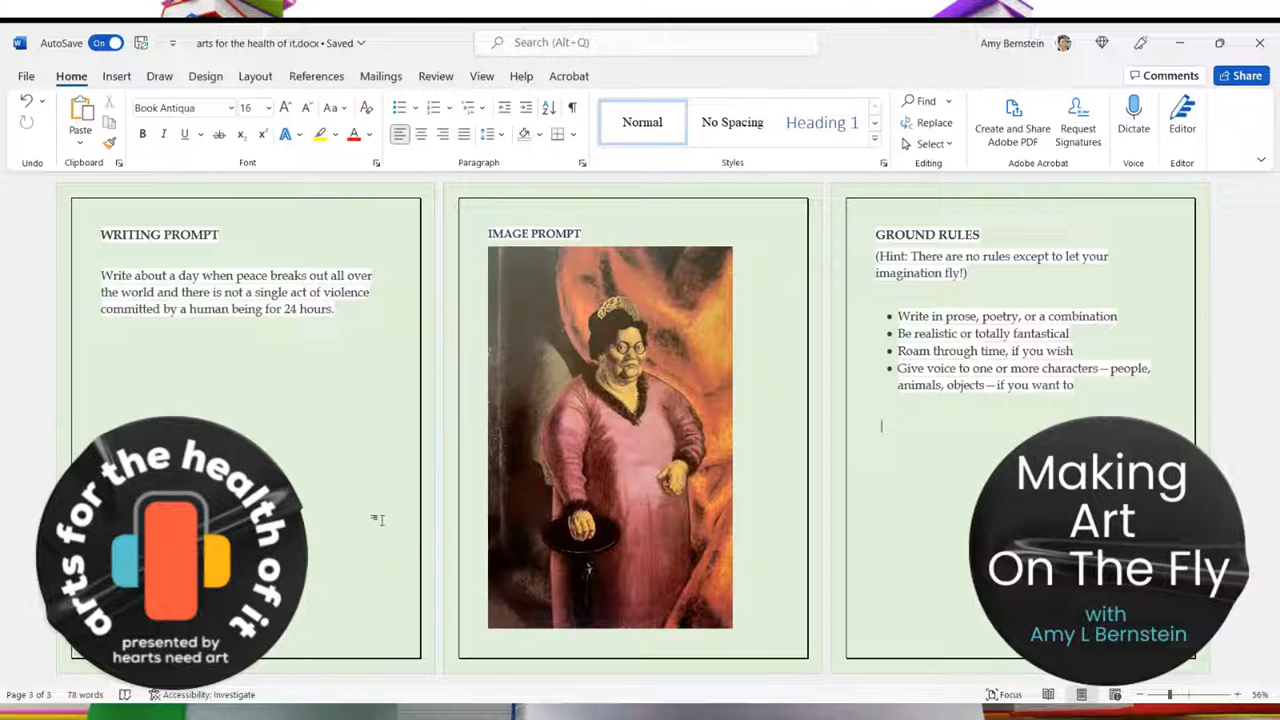 AutoSave On arts for the health of it.docx • Saved Search (Alt+Q) Amy Bernstein
File Home Insert Draw Design Layout References Mailings Review View Help Acrobat Comments Share
Book Antiqua 16 Aa
Paste
B I U ab x₂ x² A A
Normal No Spacing Heading 1
Find
Replace
Select
Create and Share Adobe PDF
Request Signatures
Dictate
Editor
Undo Clipboard Font Paragraph Styles Editing Adobe Acrobat Voice Editor
WRITING PROMPT
Write about a day when peace breaks out all over
the world and there is not a single act of violence
committed by a human being for 24 hours.
IMAGE PROMPT
GROUND RULES
(Hint: There are no rules except to let your
imagination fly!)
• Write in prose, poetry, or a combination
• Be realistic or totally fantastical
• Roam through time, if you wish
• Give voice to one or more characters—people,
animals, objects—if you want to
arts for the health of it
presented by
hearts need art
Making
Art
On The Fly
with
Amy L Bernstein
Page 3 of 3 78 words Accessibility: Investigate Focus 56%